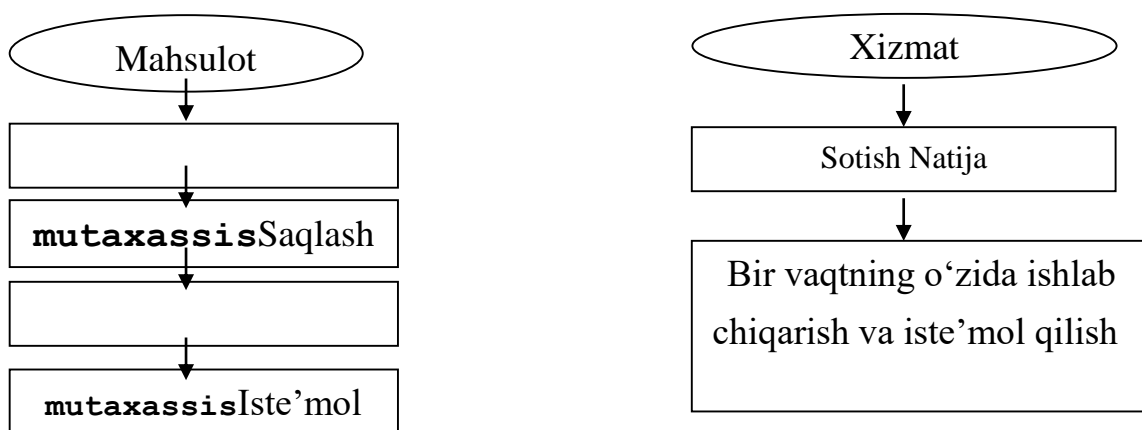 Mahsulot
mutaxassisSaqlash
mutaxassisIste’mol
Xizmat
Sotish Natija
Bir vaqtning o‘zida ishlab
chiqarish va iste’mol qilish